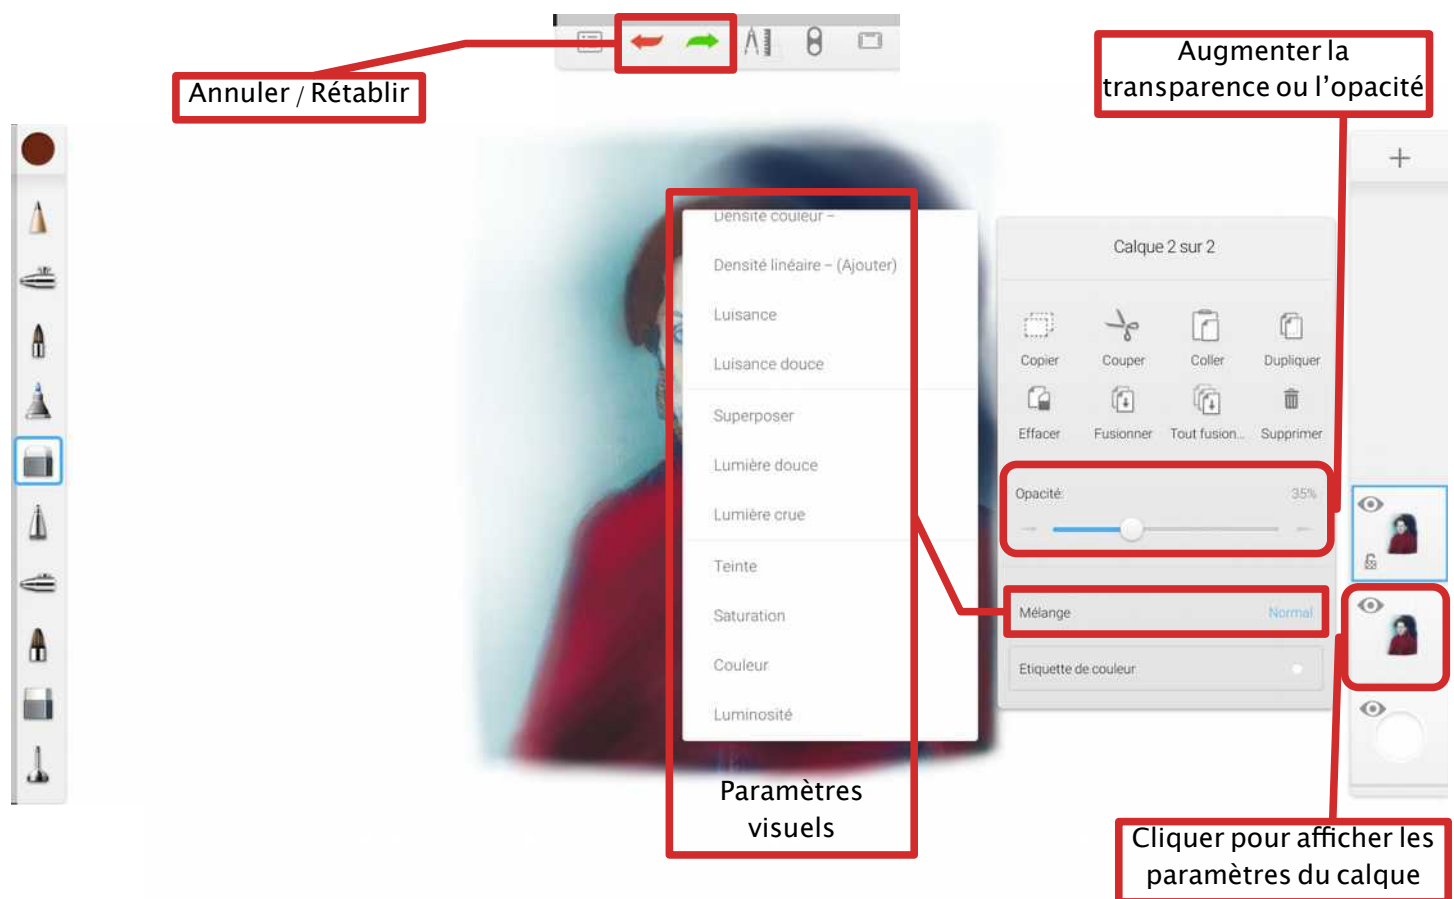 Annuler / Rétablir
Augmenter la
transparence ou l’opacité
Densité couleur –
Densité linéaire – (Ajouter)
Luisance
Luisance douce
Superposer
Lumière douce
Lumière crue
Teinte
Saturation
Couleur
Luminosité
Paramètres
visuels
Calque 2 sur 2
Copier
Couper
Coller
Dupliquer
Effacer
Fusionner
Tout fusion...
Supprimer
Opacité
35%
Mélange
Normal
Etiquette de couleur
Cliquer pour afficher les
paramètres du calque